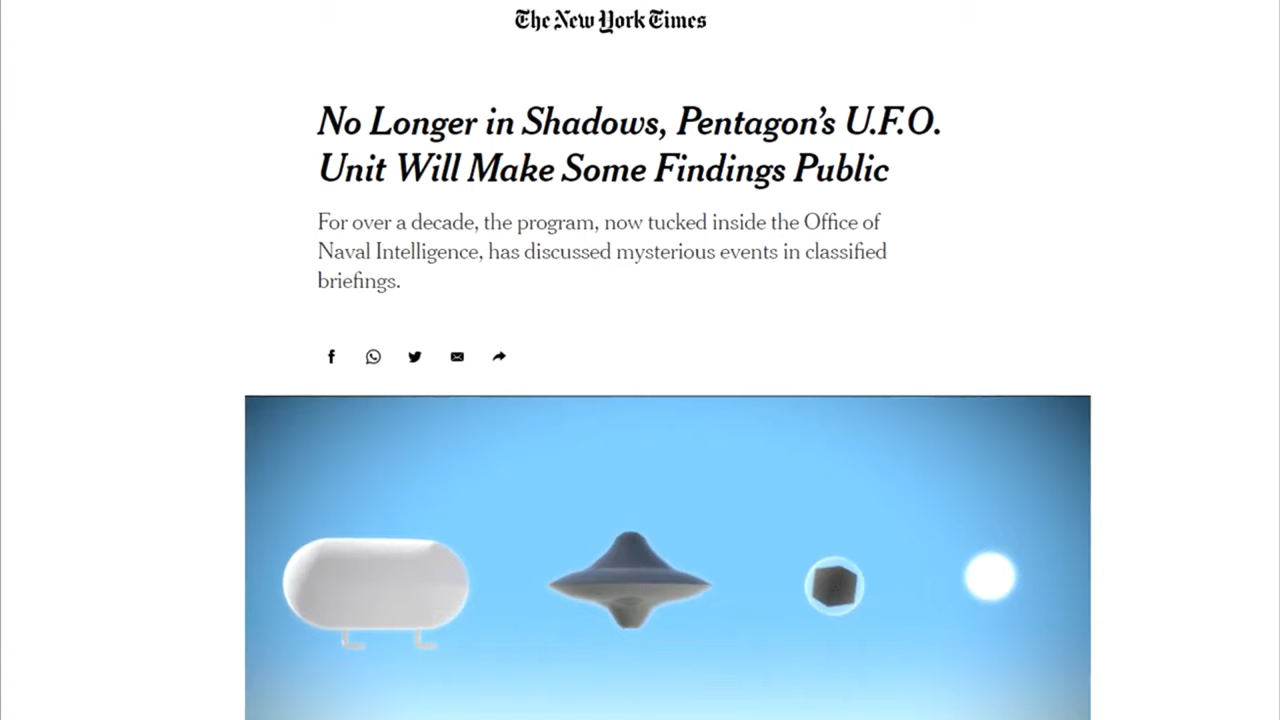 The New York Times
No Longer in Shadows, Pentagon’s U.F.O.
Unit Will Make Some Findings Public
For over a decade, the program, now tucked inside the Office of
Naval Intelligence, has discussed mysterious events in classified
briefings.